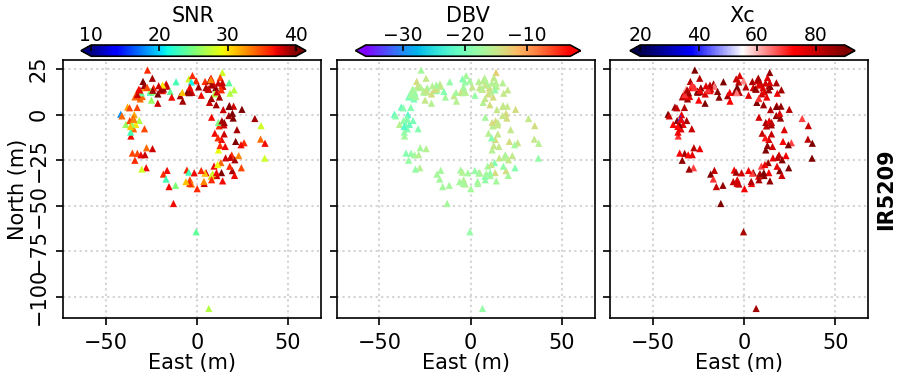 SNR DBV Xc
10 20 30 40 −30 −20 −10 20 40 60 80
25
0
−25
−50
−75
−100
North (m)
−50 0 50 −50 0 50 −50 0 50
East (m) East (m) East (m)
IR5209